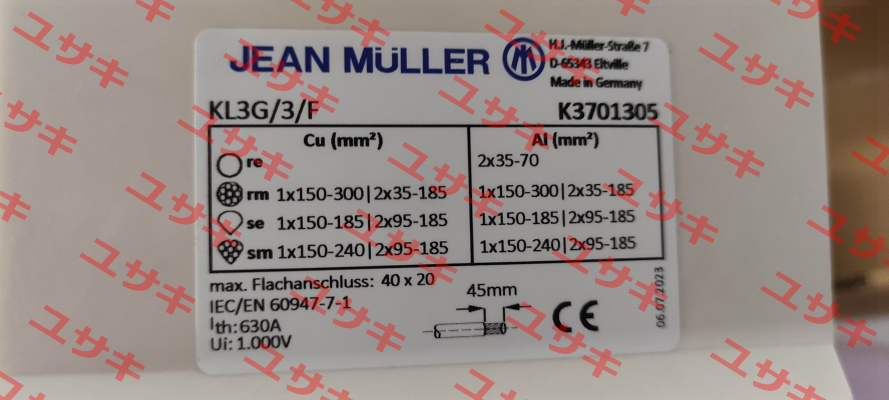 JEAN MÜLLER
H.J.-Müller-Straße 7
D-65343 Eltville
Made in Germany
KL3G/3/F K3701305
Cu (mm²) Al (mm²)
re 2x35-70
rm 1x150-300|2x35-185 1x150-300|2x35-185
se 1x150-185|2x95-185 1x150-185|2x95-185
sm 1x150-240|2x95-185 1x150-240|2x95-185
max. Flachanschluss: 40 x 20
IEC/EN 60947-7-1
Ith:630A
Ui: 1.000V
45mm
CE
06.07.2023
ユサキ